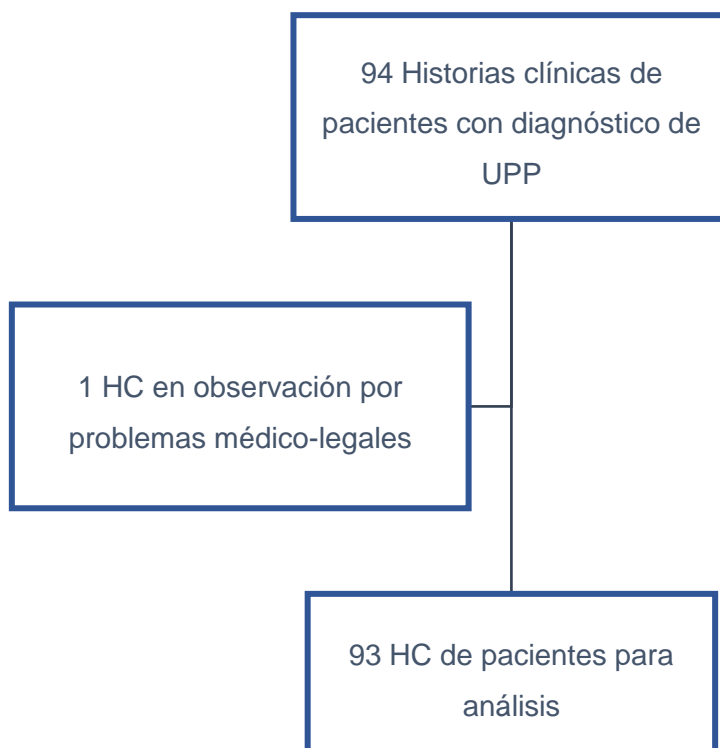 94 Historias clínicas de
pacientes con diagnóstico de
UPP
1 HC en observación por
problemas médico-legales
93 HC de pacientes para
análisis